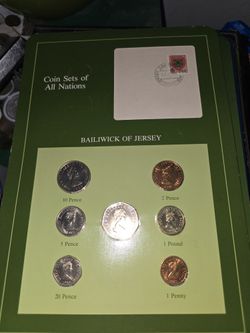 Coin Sets of
All Nations
BAILIWICK OF JERSEY
10 Pence
2 Pence
5 Pence
1 Pound
20 Pence
1 Penny